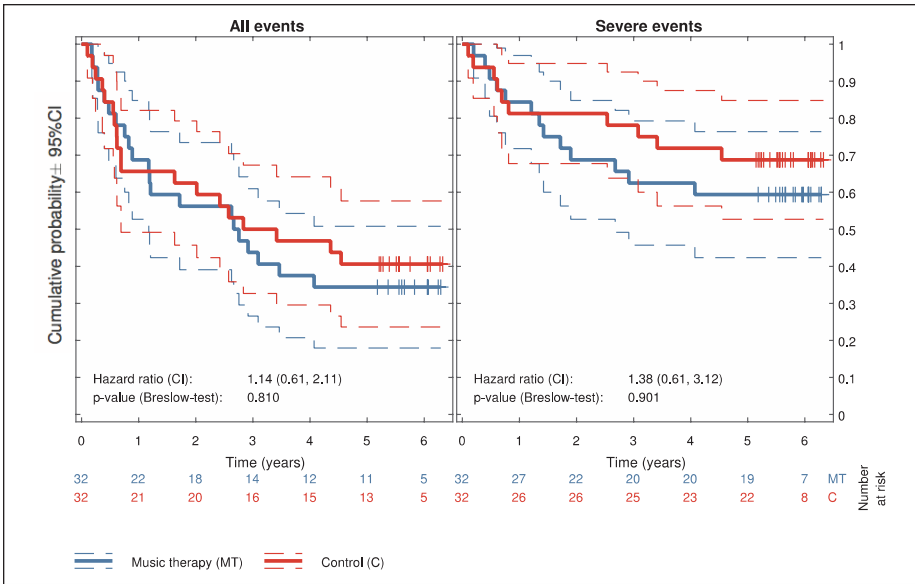 All events
Severe events
Cumulative probability± 95%CI
1
0.9
0.8
0.7
0.6
0.5
0.4
0.3
0.2
0.1
0
Hazard ratio (CI): 1.14 (0.61, 2.11)
p-value (Breslow-test): 0.810
Hazard ratio (CI): 1.38 (0.61, 3.12)
p-value (Breslow-test): 0.901
0 1 2 3 4 5 6
0 1 2 3 4 5 6
Time (years)
Time (years)
32 22 18 14 12 11 5
32 27 22 20 20 19 7 MT
32 21 20 16 15 13 5
32 26 26 25 23 22 8 C
Number
at risk
Music therapy (MT)
Control (C)